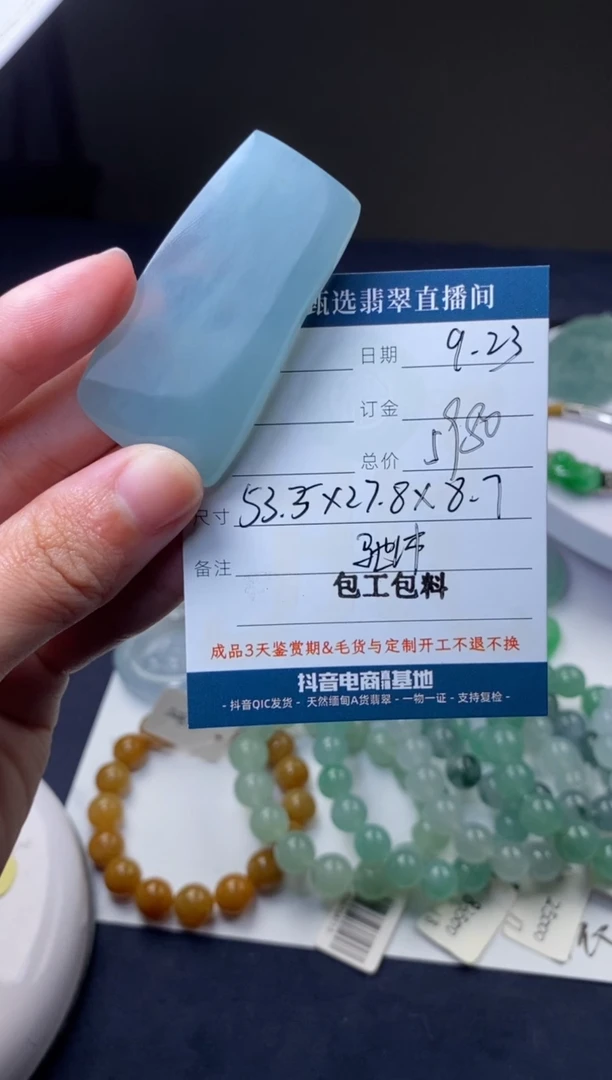 甄选翡翠直播间
日期 9.23
订金
总价 5980
尺寸 53.5×27.8×8.7
备注
包工包料
成品3天鉴赏期&毛货与定制开工不退不换
抖音电商 基地
- 抖音QIC发货 - 天然缅甸A货翡翠 - 一物一证 - 支持复检 -